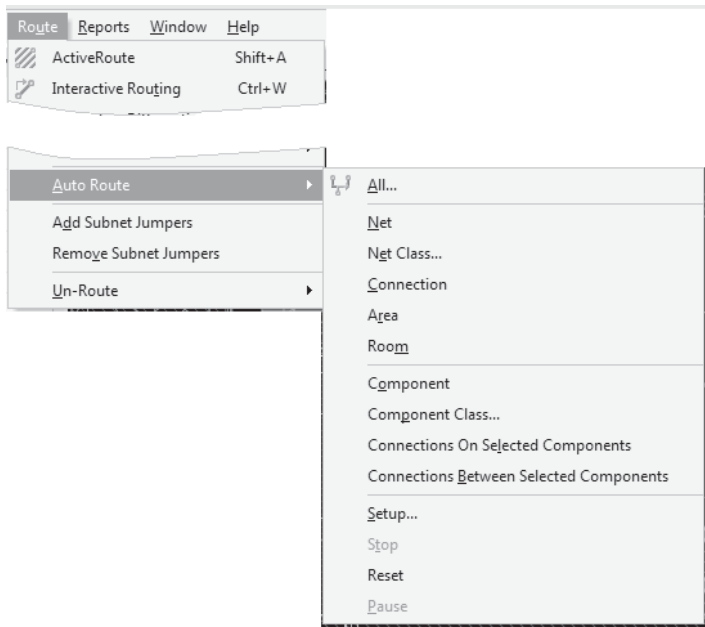 Route Reports Window Help
ActiveRoute Shift+A
Interactive Routing Ctrl+W
Auto Route
Add Subnet Jumpers
Remove Subnet Jumpers
Un-Route
All...
Net
Net Class...
Connection
Area
Room
Component
Component Class...
Connections On Selected Components
Connections Between Selected Components
Setup...
Stop
Reset
Pause